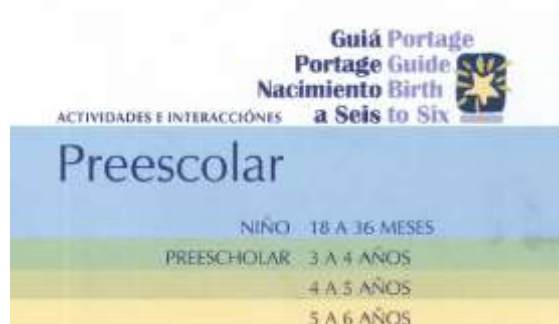 Guiá Portage
Portage Guide
Nacimiento Birth
a Seis to Six
ACTIVIDADES E INTERACCIÓNES
Preescolar
NIÑO 18 A 36 MESES
PREESCHOLAR 3 A 4 AÑOS
4 A 5 AÑOS
5 A 6 AÑOS